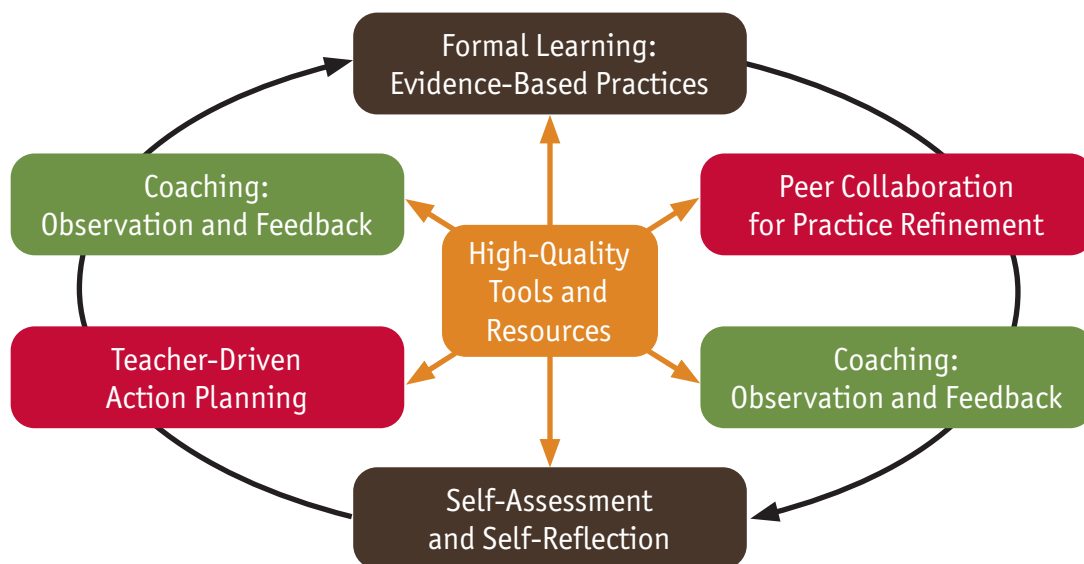 Formal Learning:
Evidence-Based Practices
Coaching:
Observation and Feedback
Peer Collaboration
for Practice Refinement
High-Quality
Tools and
Resources
Teacher-Driven
Action Planning
Coaching:
Observation and Feedback
Self-Assessment
and Self-Reflection